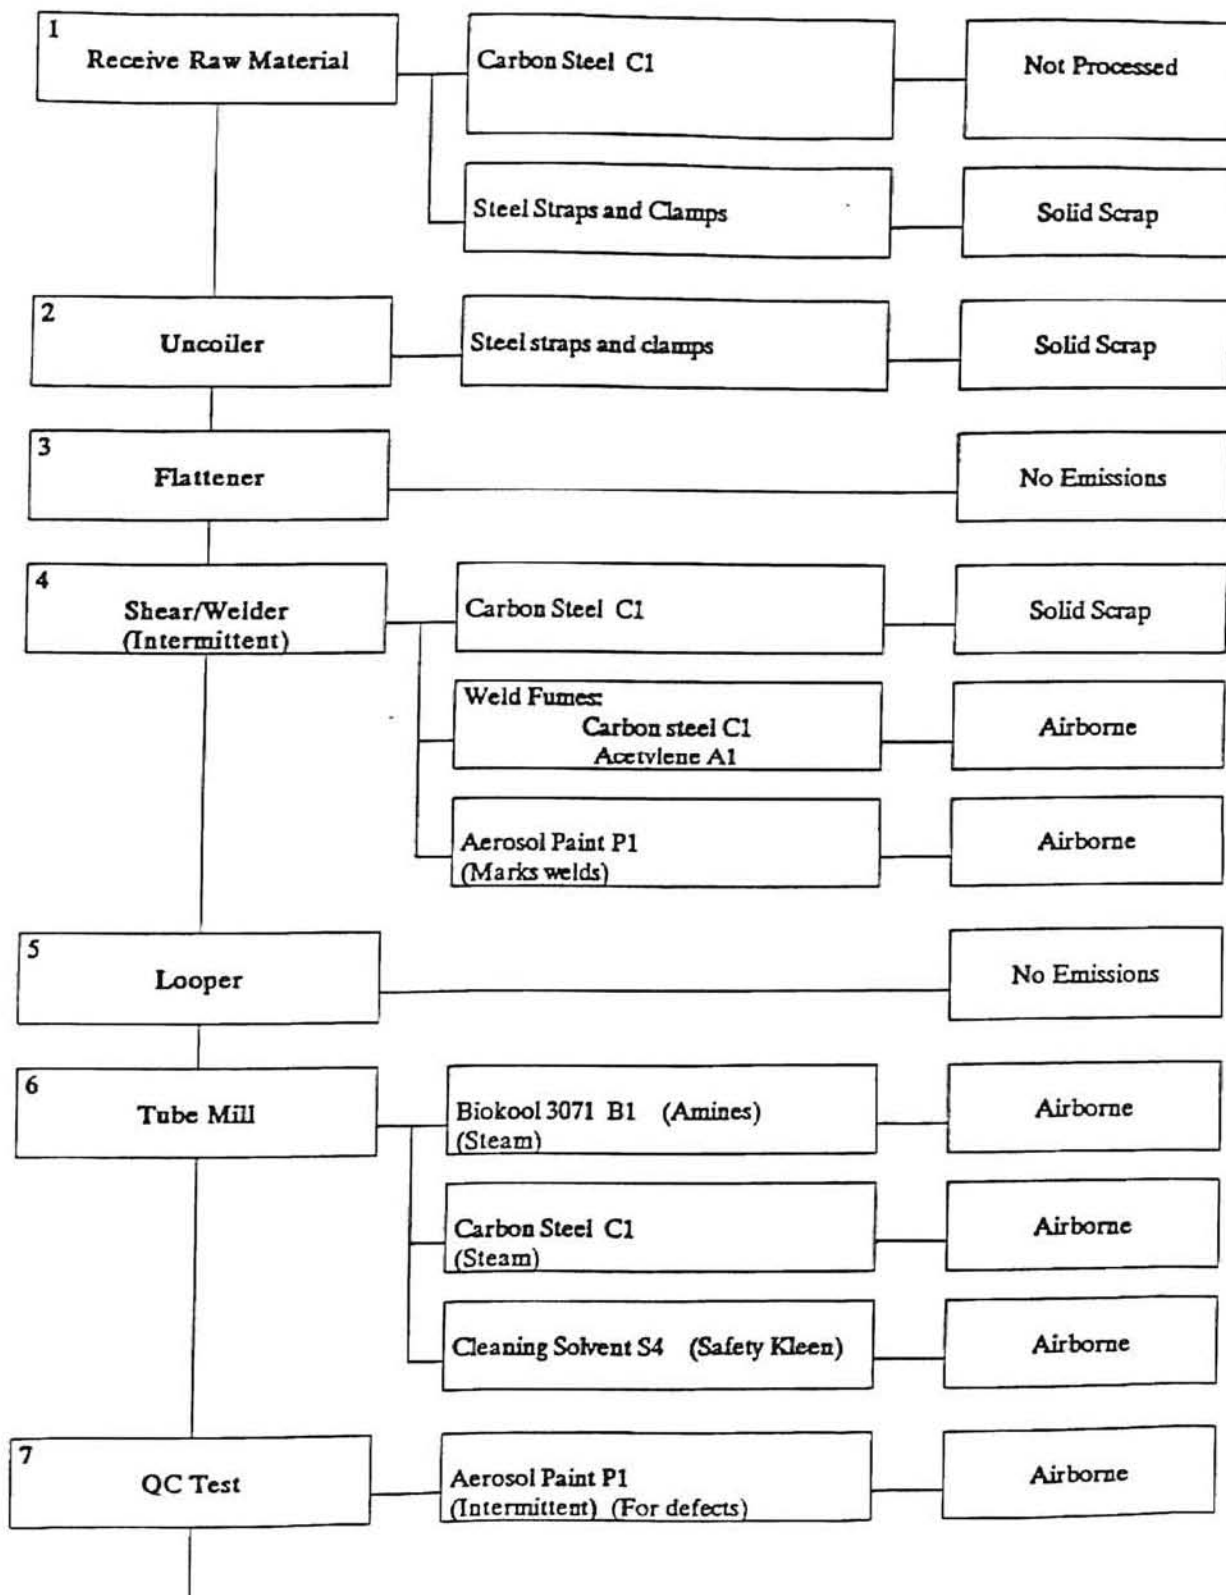 1
Receive Raw Material
Carbon Steel C1
Not Processed
Steel Straps and Clamps
Solid Scrap
2
Uncoiler
Steel straps and clamps
Solid Scrap
3
Flattener
No Emissions
4
Shear/Welder
(Intermittent)
Carbon Steel C1
Solid Scrap
Weld Fumes:
Carbon steel C1
Acetylene A1
Airborne
Aerosol Paint P1
(Marks welds)
Airborne
5
Looper
No Emissions
6
Tube Mill
Biokool 3071 B1 (Amines)
(Steam)
Airborne
Carbon Steel C1
(Steam)
Airborne
Cleaning Solvent S4 (Safety Kleen)
Airborne
7
QC Test
Aerosol Paint P1
(Intermittent) (For defects)
Airborne